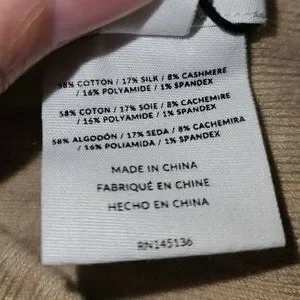 58% COTTON / 17% SILK / 8% CASHMERE
/ 16% POLYAMIDE / 1% SPANDEX
58% COTON / 17% SOIE / 8% CACHEMIRE
/ 16% POLYAMIDE / 1% SPANDEX
58% ALGODÓN / 17% SEDA / 8% CACHEMIRA
/ 16% POLIAMIDA / 1% SPANDEX
MADE IN CHINA
FABRIQUÉ EN CHINE
HECHO EN CHINA
RN145136